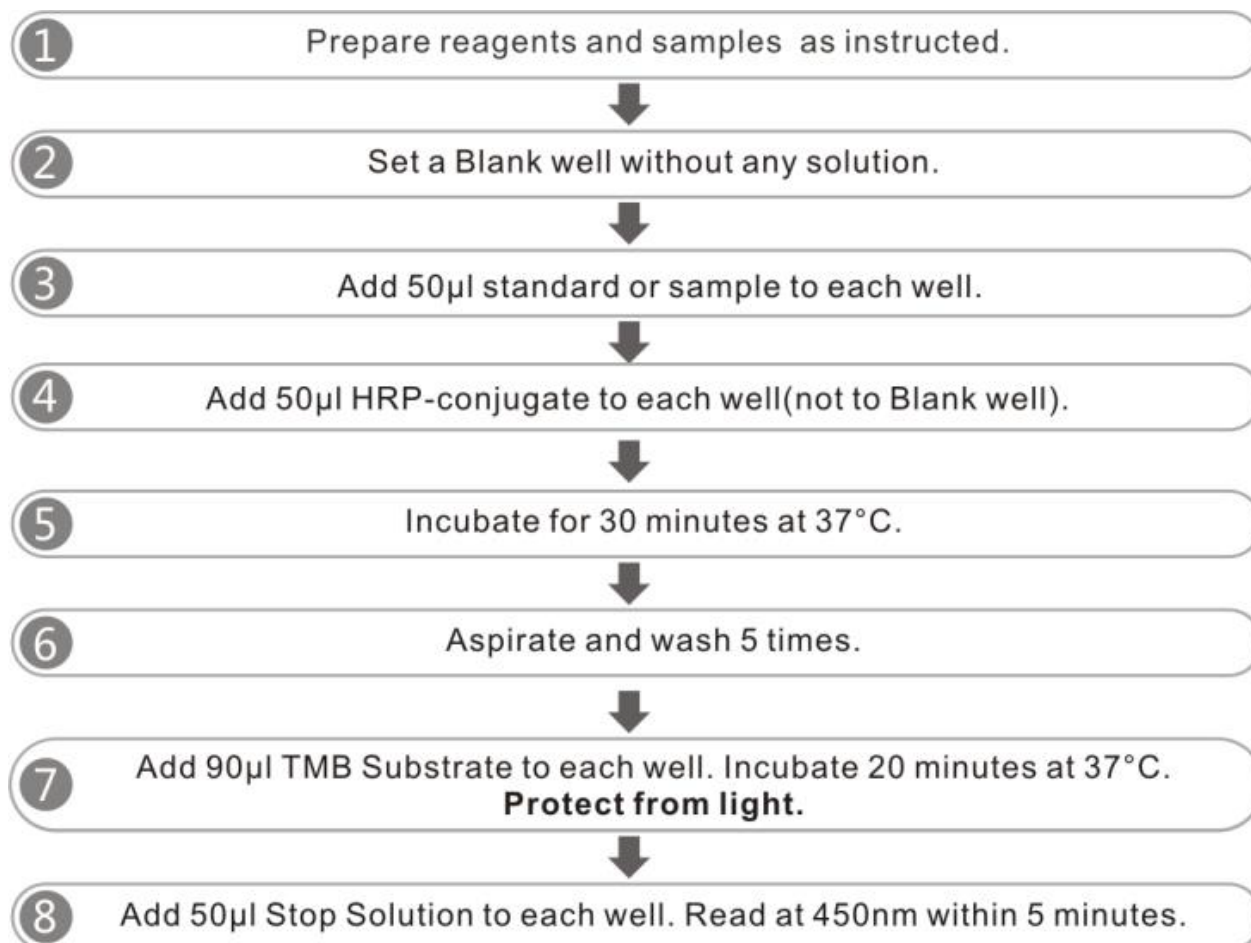 1 Prepare reagents and samples as instructed.
2 Set a Blank well without any solution.
3 Add 50µl standard or sample to each well.
4 Add 50µl HRP-conjugate to each well(not to Blank well).
5 Incubate for 30 minutes at 37°C.
6 Aspirate and wash 5 times.
7 Add 90µl TMB Substrate to each well. Incubate 20 minutes at 37°C.
Protect from light.
8 Add 50µl Stop Solution to each well. Read at 450nm within 5 minutes.